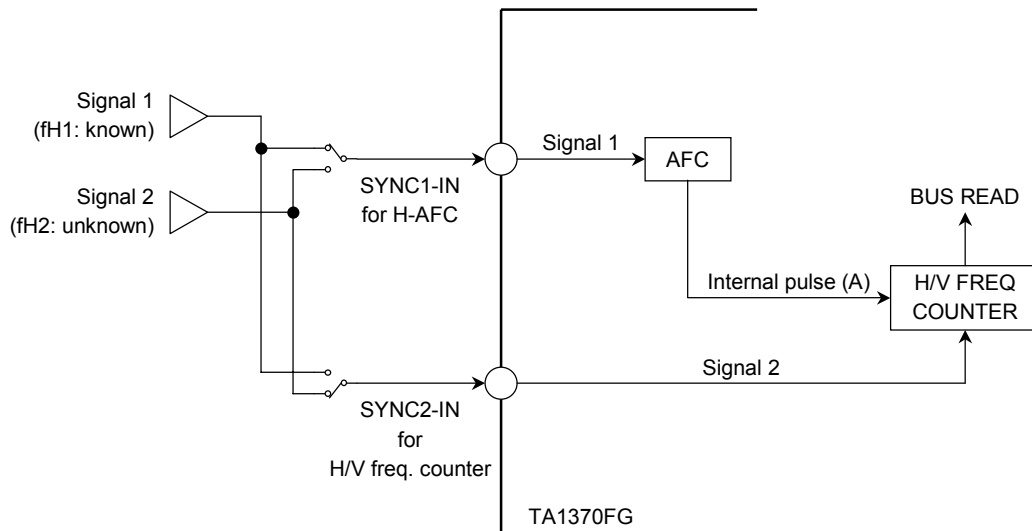 Signal 1
(fH1: known)
Signal 2
(fH2: unknown)
SYNC1-IN
for H-AFC
Signal 1
AFC
BUS READ
Internal pulse (A)
H/V FREQ
COUNTER
SYNC2-IN
for
H/V freq. counter
Signal 2
TA1370FG